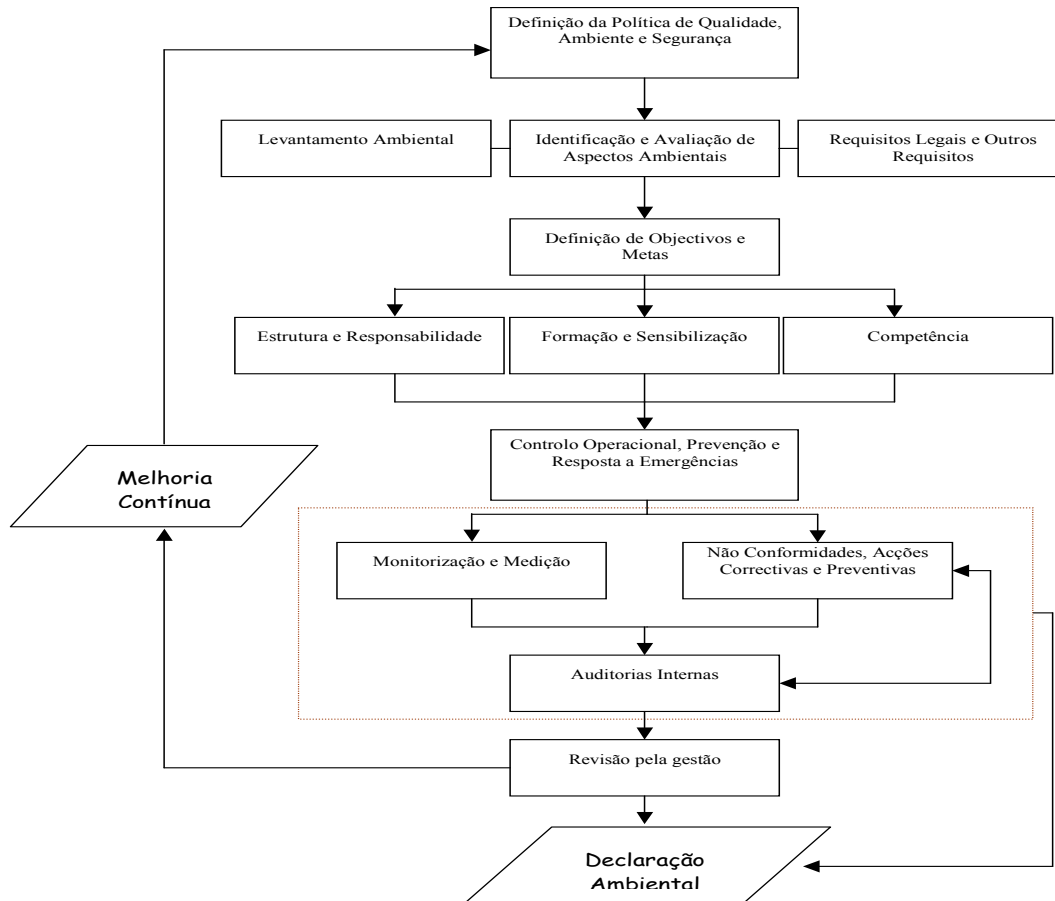 Definição da Política de Qualidade,
Ambiente e Segurança
Levantamento Ambiental
Identificação e Avaliação de
Aspectos Ambientais
Requisitos Legais e Outros
Requisitos
Definição de Objectivos e
Metas
Estrutura e Responsabilidade
Formação e Sensibilização
Competência
Controlo Operacional, Prevenção e
Resposta a Emergências
Melhoria
Contínua
Monitorização e Medição
Não Conformidades, Acções
Correctivas e Preventivas
Auditorias Internas
Revisão pela gestão
Declaração
Ambiental